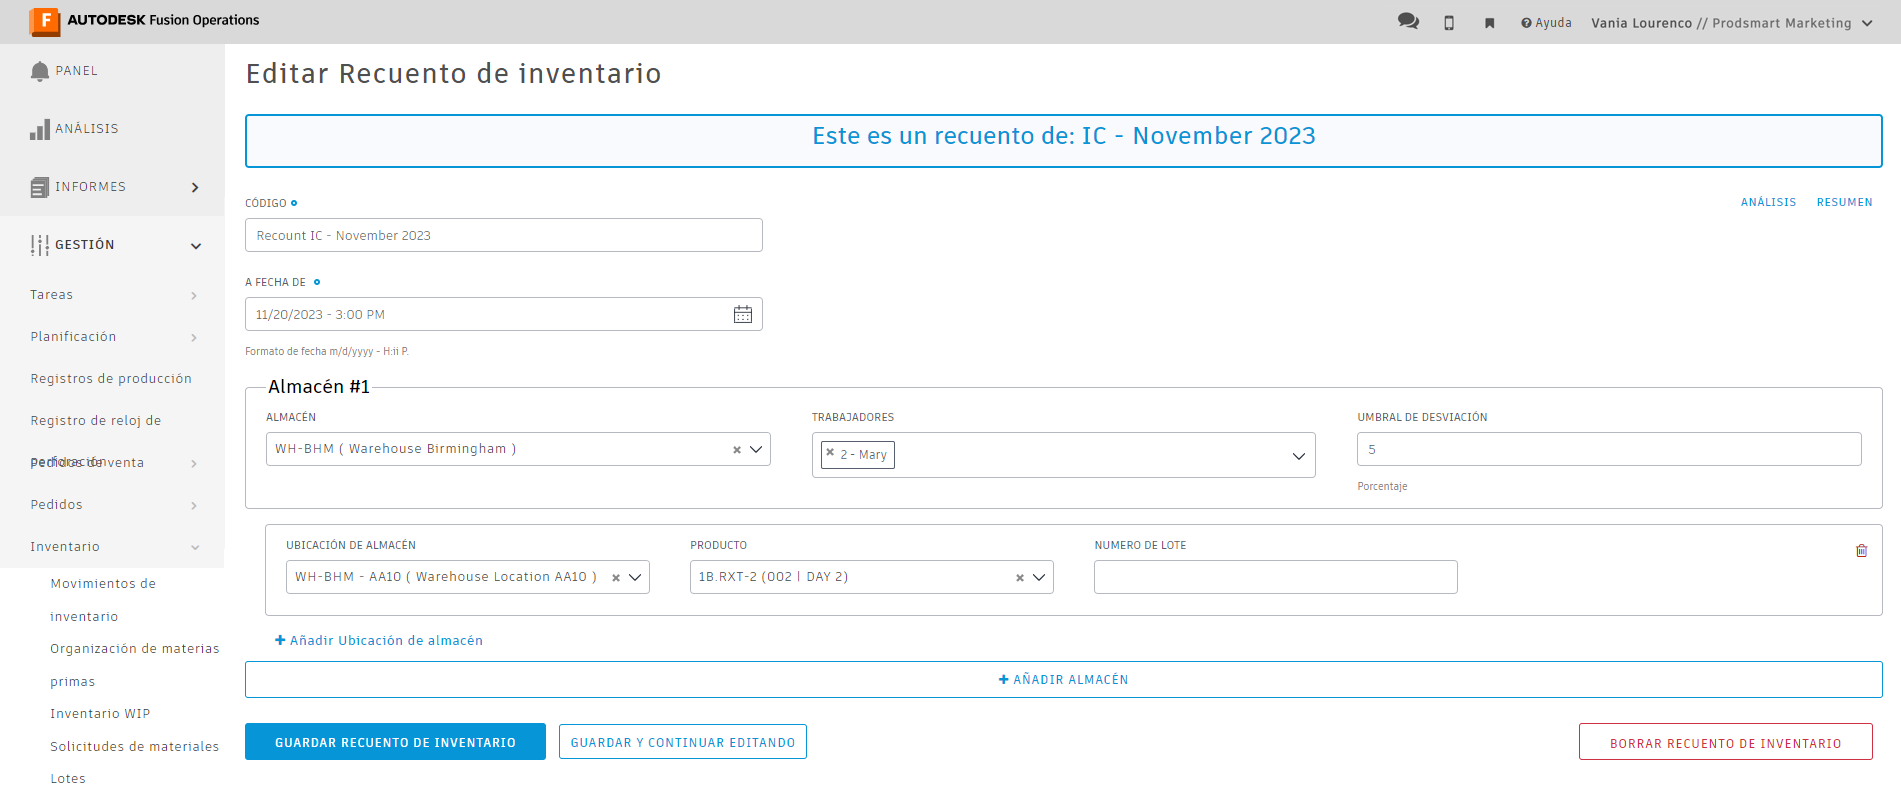 AUTODESK Fusion Operations
Ayuda
Vania Lourenco // Prodsmart Marketing
PANEL
ANÁLISIS
INFORMES
GESTIÓN
Tareas
Planificación
Registros de producción
Registro de reloj de
perforación
Pedidos de venta
Pedidos
Inventario
Movimientos de
inventario
Organización de materias
primas
Inventario WIP
Solicitudes de materiales
Lotes
Editar Recuento de inventario
Este es un recuento de: IC - November 2023
ANÁLISIS RESUMEN
CÓDIGO
Recount IC - November 2023
A FECHA DE
11/20/2023 - 3:00 PM
Formato de fecha m/d/yyyy - H:ii P.
Almacén #1
ALMACÉN TRABAJADORES UMBRAL DE DESVIACIÓN
WH-BHM ( Warehouse Birmingham ) 2 - Mary 5
Porcentaje
UBICACIÓN DE ALMACÉN PRODUCTO NUMERO DE LOTE
WH-BHM - AA10 ( Warehouse Location AA10 ) 1B.RXT-2 (002 | DAY 2)
Añadir Ubicación de almacén
AÑADIR ALMACÉN
GUARDAR RECUENTO DE INVENTARIO GUARDAR Y CONTINUAR EDITANDO BORRAR RECUENTO DE INVENTARIO